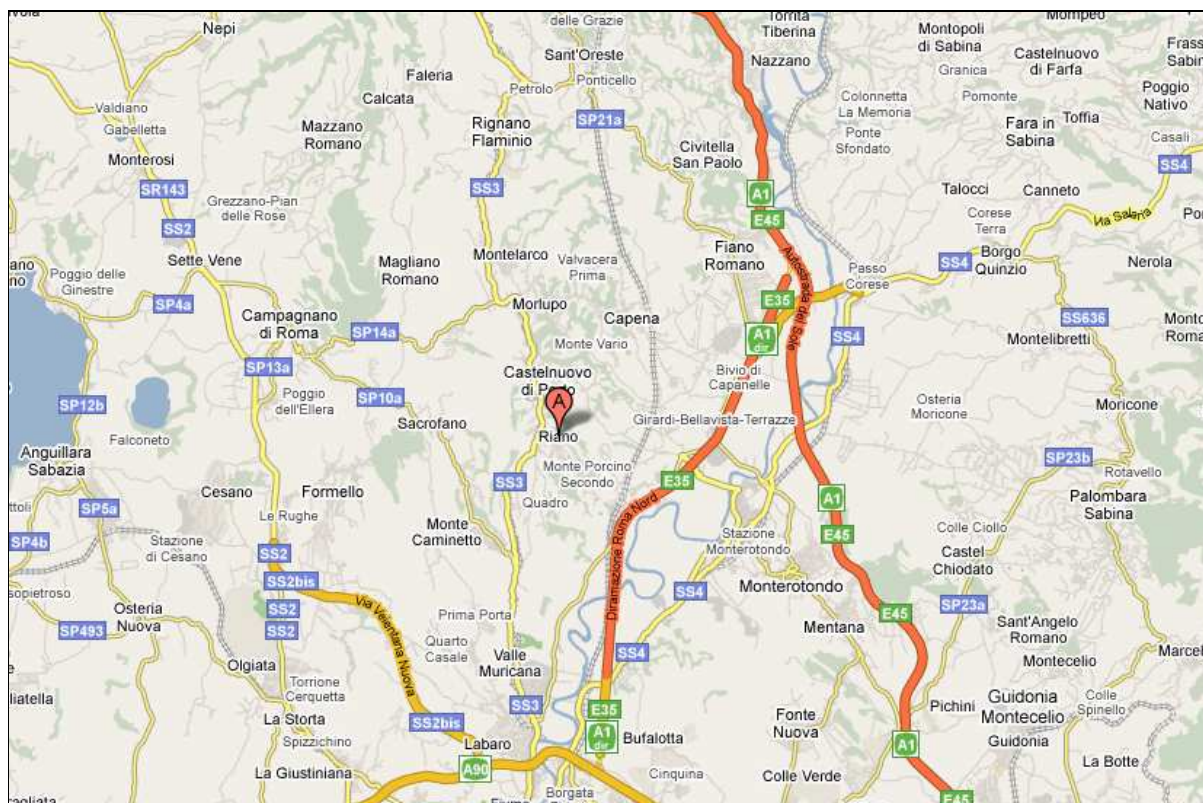 Nepi
delle Grazie
Sant'Oreste
Torrita
Tiberina
Nazzano
Mompeo
Montopoli
di Sabina
Castelnuovo
di Farfa
Granica
Pomonte
Poggio
Nativo
Faleria
Calcata
Petrolo
Ponticello
Valdiano
Gabelletta
Monterosi
Mazzano
Romano
Rignano
Flaminio
SP21a
Civitella
San Paolo
Colonnetta
La Memoria
Ponte
Sfondato
Fara in
Sabina
Toffia
Casali
SS4
SR143
SS3
A1
Talocci
Canneto
Grezzano-Pian
delle Rose
SS2
E45
Corese
Terra
Via Salaria
Sette Vene
Montelarco
Valvacera
Prima
Fiano
Romano
Autostrada del Sole
Passo
Corese
SS4
Borgo
Quinzio
Nerola
Poggio delle
Ginestre
Magliano
Romano
SP4a
Campagnano
di Roma
SP14a
Morlupo
Capena
E35
A1
dir
SS4
SS636
Montelibretti
Monte Vario
SP13a
Castelnuovo
Bivio di
Capanelle
Poggio
dell'Ellera
SP10a
A
SP12b
Sacrofano
Riano
Girardi-Bellavista-Terrazze
Osteria
Moricone
Moricone
Falconeto
Anguillara
Sabazia
Monte Porcino
Secondo
SP23b
Rotavello
Cesano
Formello
SS3
Quadro
E35
A1
Palombara
Sabina
SP5a
Le Rughe
Monte
Caminetto
Diramazione Roma Nord
Stazione
Monterotondo
E45
Colle Ciollo
SP4b
Stazione
di Cesano
SS2
SS2bis
Castel
Chiodato
Monterotondo
SS4
Osteria
Nuova
SS2
SS2
Via Veientana Nuova
Prima Porta
SP23a
E45
Mentana
Sant'Angelo
Romano
SP493
Quarto
Casale
Valle
Muricana
SS4
Montecelio
Olgiata
Torrione
Cerquetta
SS3
E35
Guidonia
Montecelio
Colle
Spinello
La Storta
SS2bis
A1
dir
Bufalotta
Fonte
Nuova
Pichini
Spizzichino
Labaro
A1
Guidonia
La Giustiniana
A90
Cinquina
Colle Verde
La Botte
Borgata
E45